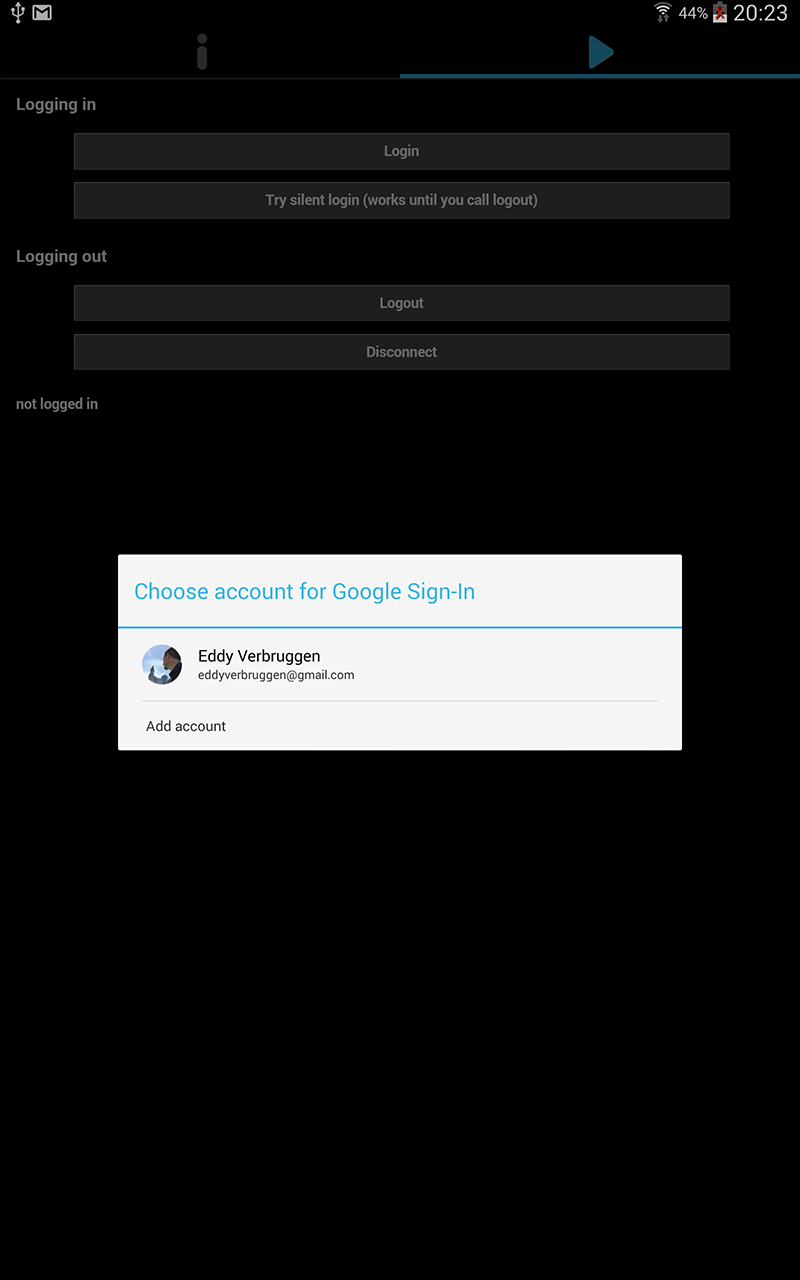 44% 20:23
Logging in
Login
Try silent login (works until you call logout)
Logging out
Logout
Disconnect
not logged in
Choose account for Google Sign-In
Eddy Verbruggen
eddyverbruggen@gmail.com
Add account